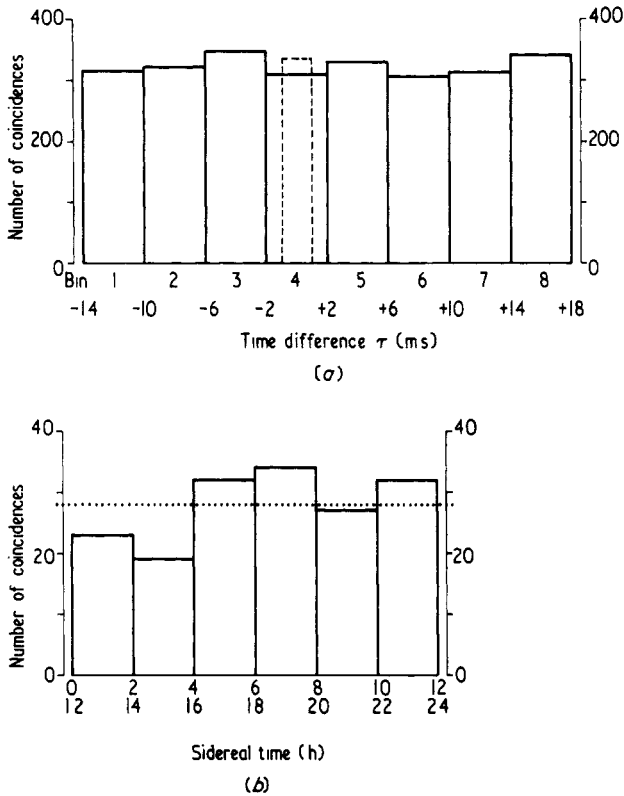 400 400
Number of coincidences
200 200
0 0
Bin 1 2 3 4 5 6 7 8
-14 -10 -6 -2 +2 +6 +10 +14 +18
Time difference τ (ms)
(a)
40 40
Number of coincidences
20 20
0 0
0 2 4 6 8 10 12
12 14 16 18 20 22 24
Sidereal time (h)
(b)